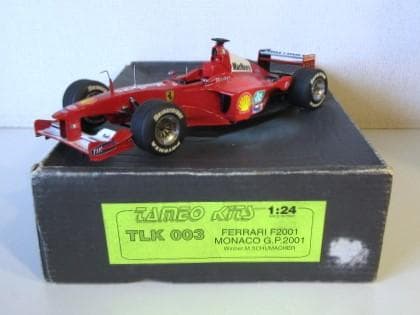 Marlboro
TAMEO KITS 1:24
TLK 003 FERRARI F2001
MONACO G.P.2001
Winner M.SCHUMACHER